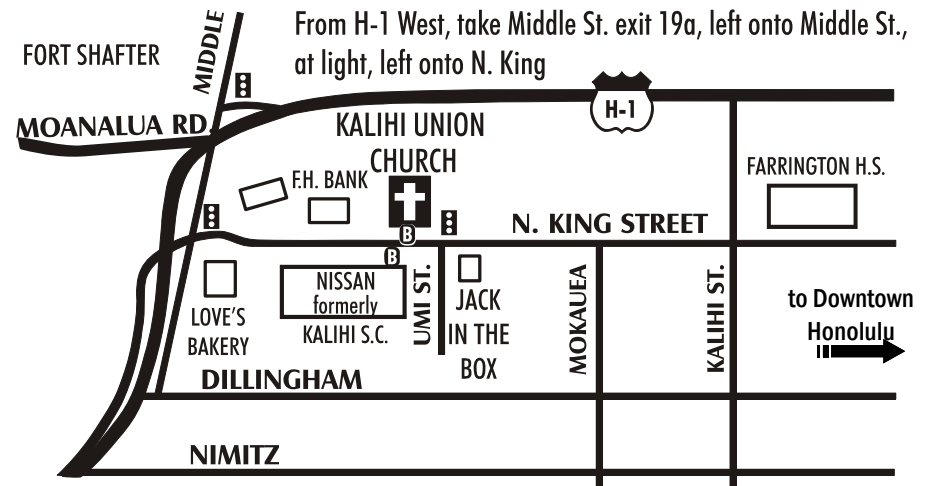 From H-1 West, take Middle St. exit 19a, left onto Middle St.,
at light, left onto N. King
FORT SHAFTER
MIDDLE
MOANALUA RD.
H-1
KALIHI UNION
CHURCH
F.H. BANK
FARRINGTON H.S.
N. KING STREET
B
B
NISSAN
formerly
KALIHI S.C.
LOVE'S
BAKERY
UMI ST.
JACK
IN THE
BOX
MOKAUEA
KALIHI ST.
to Downtown
Honolulu
DILLINGHAM
NIMITZ